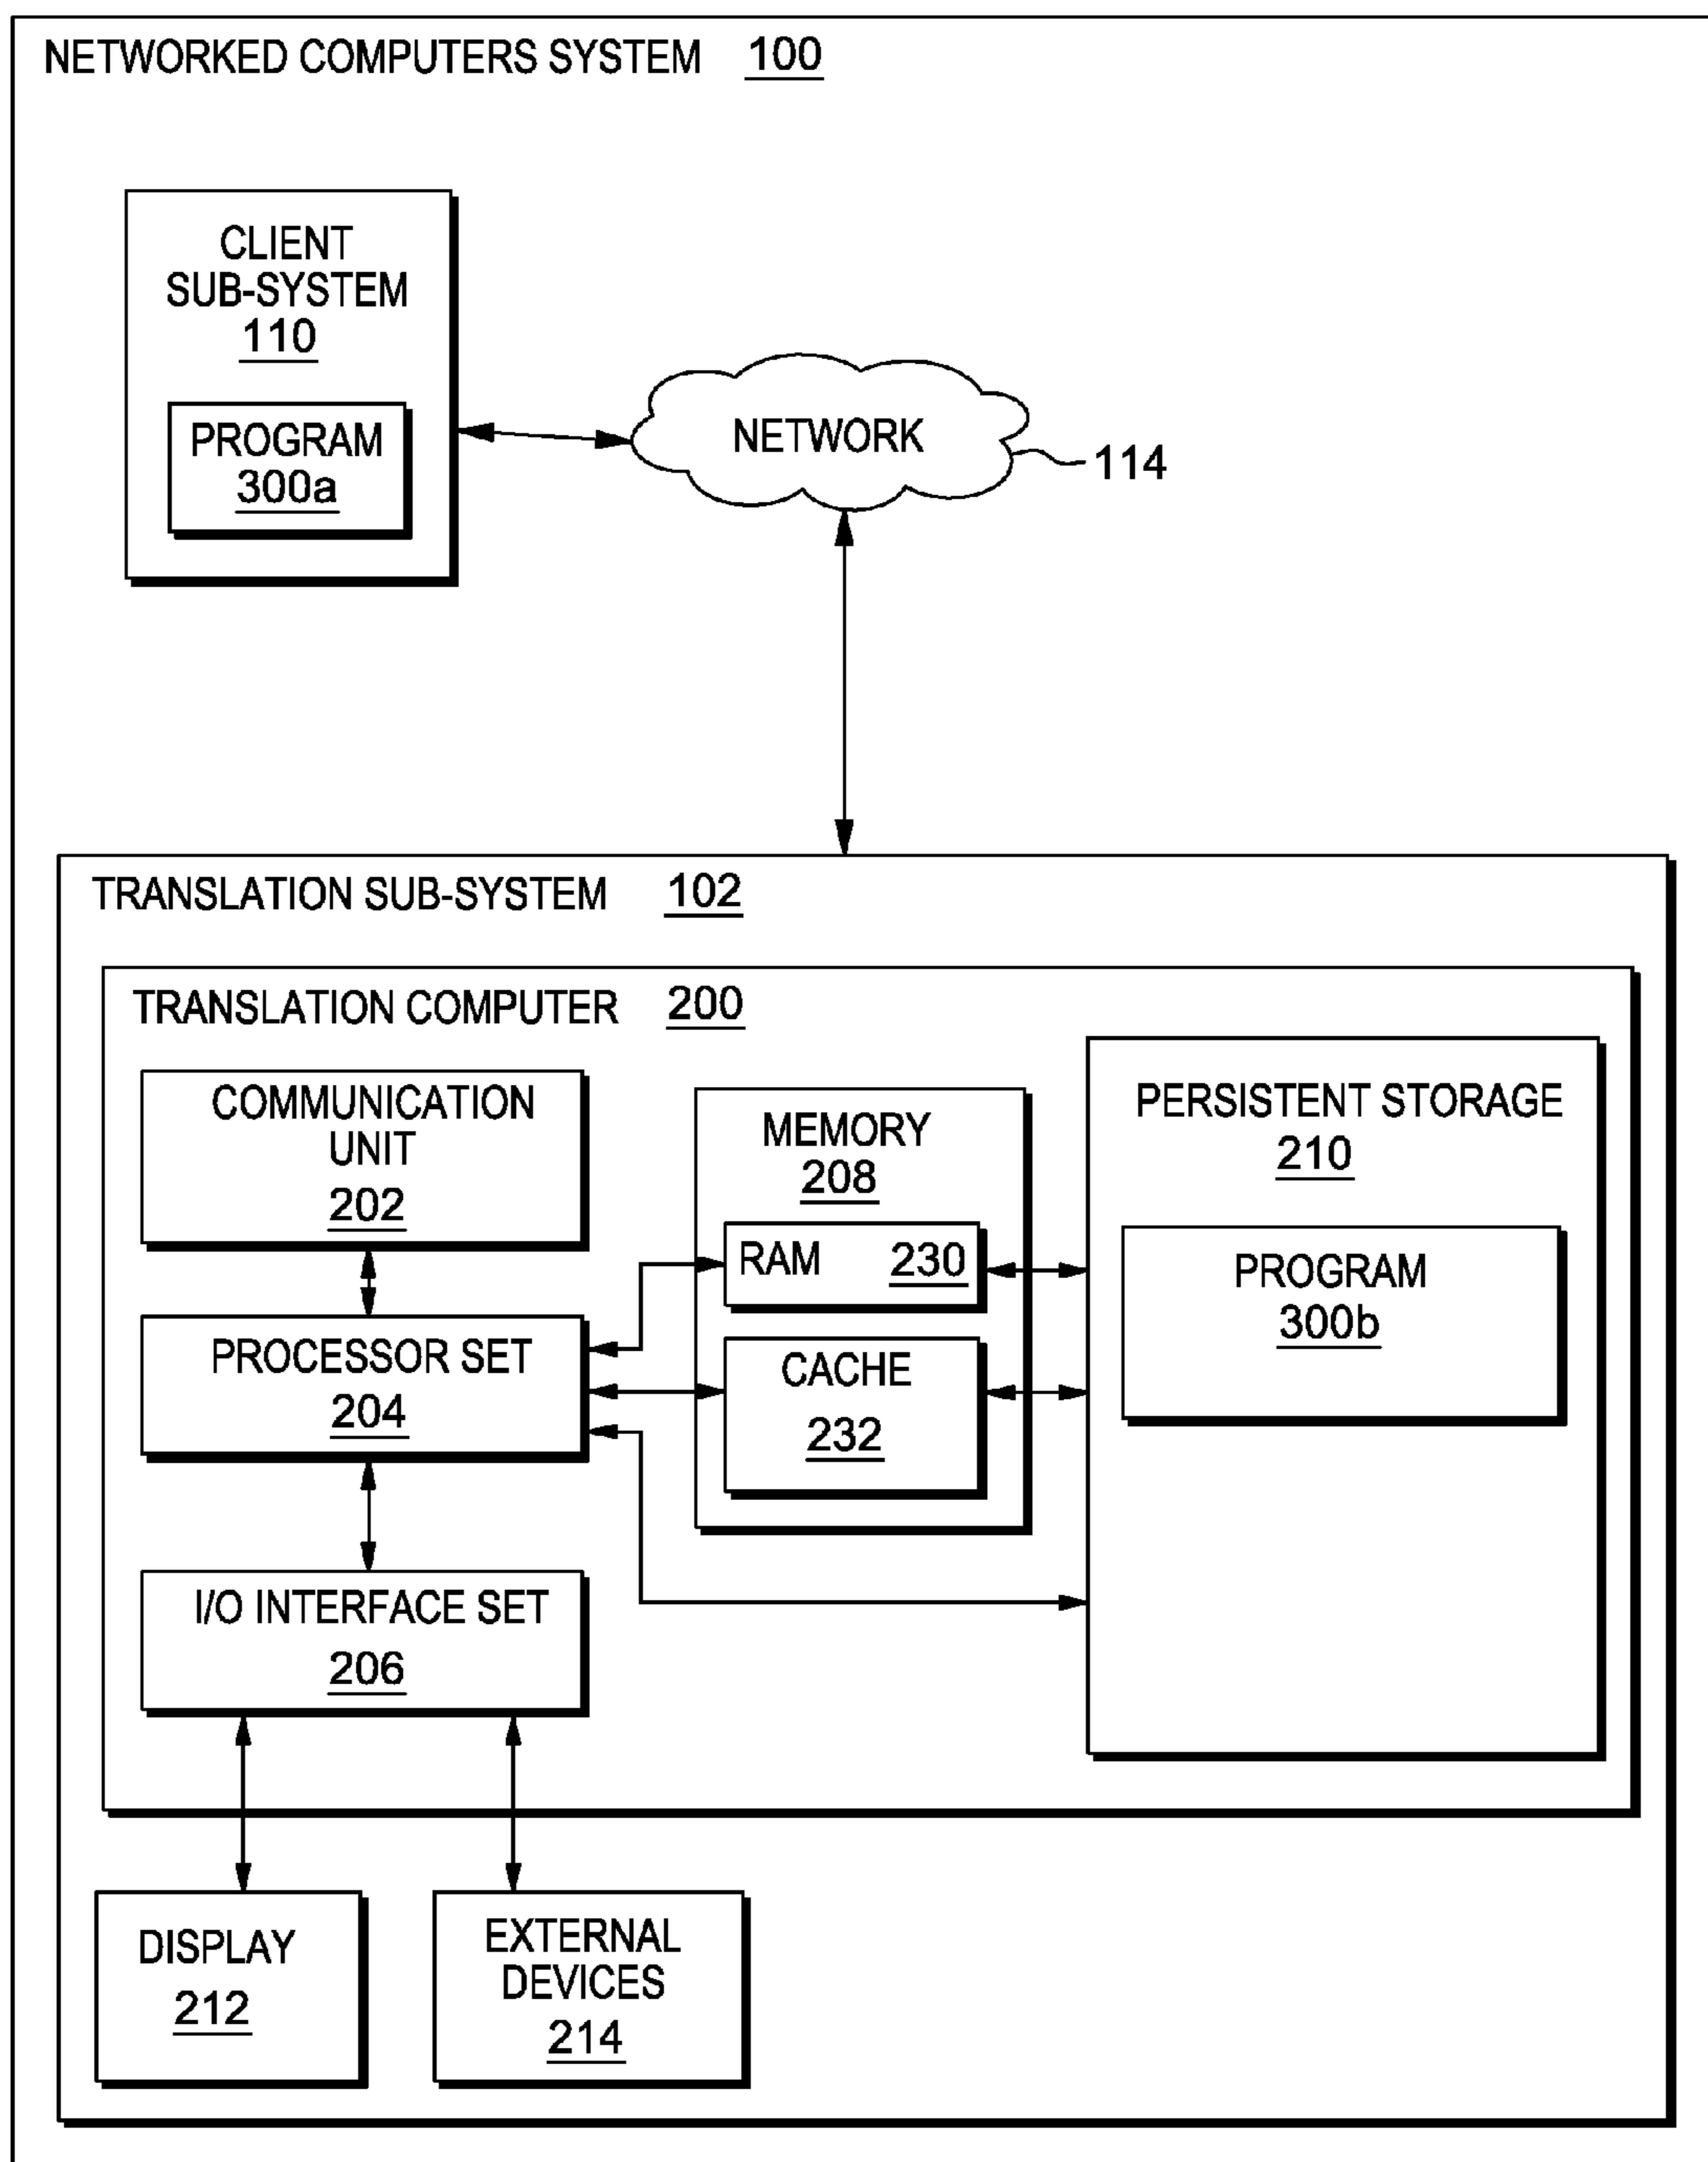 NETWORKED COMPUTERS SYSTEM 100
CLIENT
SUB-SYSTEM
110
PROGRAM
300a
NETWORK
114
TRANSLATION SUB-SYSTEM 102
TRANSLATION COMPUTER 200
COMMUNICATION
UNIT
202
PROCESSOR SET
204
I/O INTERFACE SET
206
MEMORY
208
RAM 230
CACHE
232
PERSISTENT STORAGE
210
PROGRAM
300b
DISPLAY
212
EXTERNAL
DEVICES
214